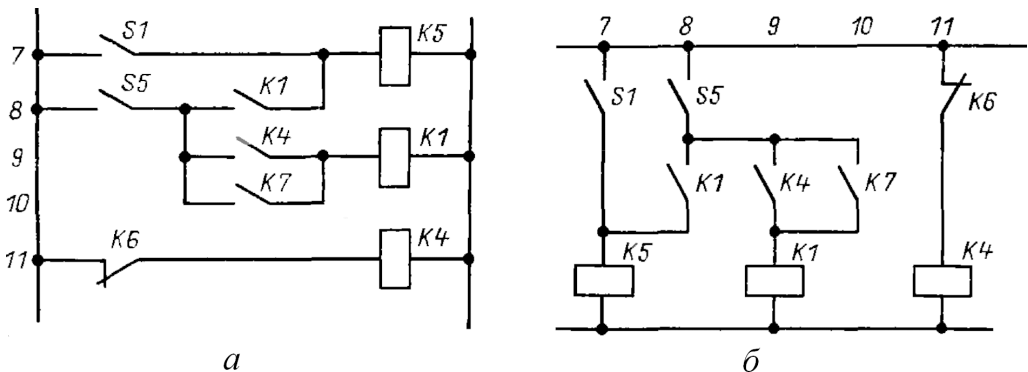 7 S1 K5
8 S5 K1
9 K4 K1
10 K7
11 K6 K4
а
7 8 9 10 11
S1 S5 K6
K1 K4 K7
K5 K1 K4
б